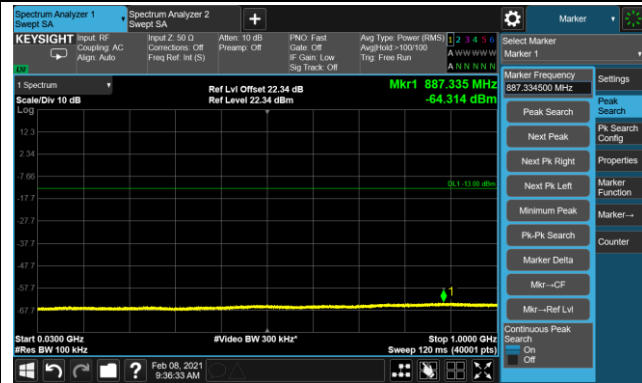 Spectrum Analyzer 1
Swept SA
Spectrum Analyzer 2
Swept SA
+
Marker
KEYSIGHT
Input: RF
Coupling: AC
Align: Auto
Input Z: 50 Ω
Corrections: Off
Freq Ref: Int (S)
Atten: 10 dB
Preamp: Off
PNO: Fast
Gate: Off
IF Gain: Low
Sig Track: Off
Avg Type: Power (RMS)
Avg|Hold:>100/100
Trig: Free Run
1 2 3 4 5 6
A W W W W W
A N N N N N
Select Marker
Marker 1
1 Spectrum
Scale/Div 10 dB
Log
Ref Lvl Offset 22.34 dB
Ref Level 22.34 dBm
Mkr1 887.335 MHz
-64.314 dBm
12.3
2.34
-7.66
-17.7
-27.7
-37.7
-47.7
-57.7
-67.7
DL1 -13.00 dBm
1
Start 0.0300 GHz
#Res BW 100 kHz
#Video BW 300 kHz*
Stop 1.0000 GHz
Sweep 120 ms (40001 pts)
Marker Frequency
887.334500 MHz
Peak Search
Next Peak
Next Pk Right
Next Pk Left
Minimum Peak
Pk-Pk Search
Marker Delta
Mkr→CF
Mkr→Ref Lvl
Continuous Peak
Search
On
Off
Settings
Peak
Search
Pk Search
Config
Properties
Marker
Function
Marker→
Counter
?
Feb 08, 2021
9:36:33 AM